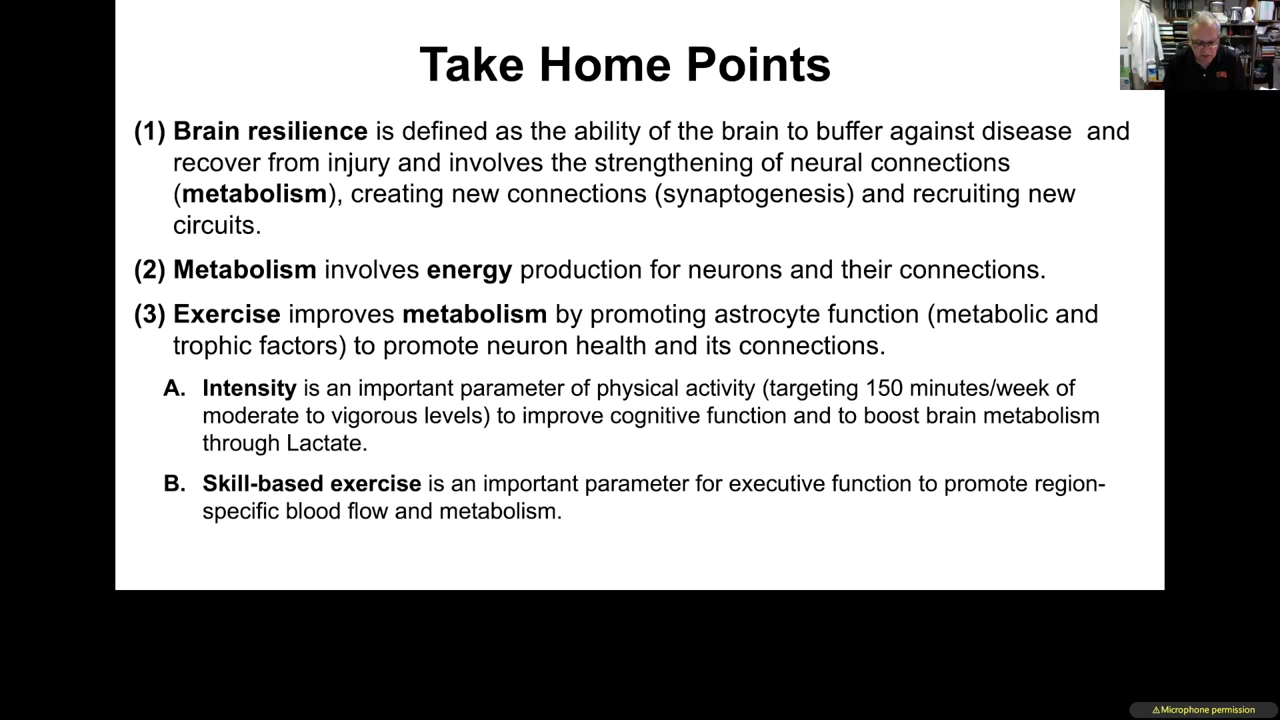 Take Home Points
(1) Brain resilience is defined as the ability of the brain to buffer against disease and
recover from injury and involves the strengthening of neural connections
(metabolism), creating new connections (synaptogenesis) and recruiting new
circuits.
(2) Metabolism involves energy production for neurons and their connections.
(3) Exercise improves metabolism by promoting astrocyte function (metabolic and
trophic factors) to promote neuron health and its connections.
A. Intensity is an important parameter of physical activity (targeting 150 minutes/week of
moderate to vigorous levels) to improve cognitive function and to boost brain metabolism
through Lactate.
B. Skill-based exercise is an important parameter for executive function to promote region-
specific blood flow and metabolism.
⚠Microphone permission